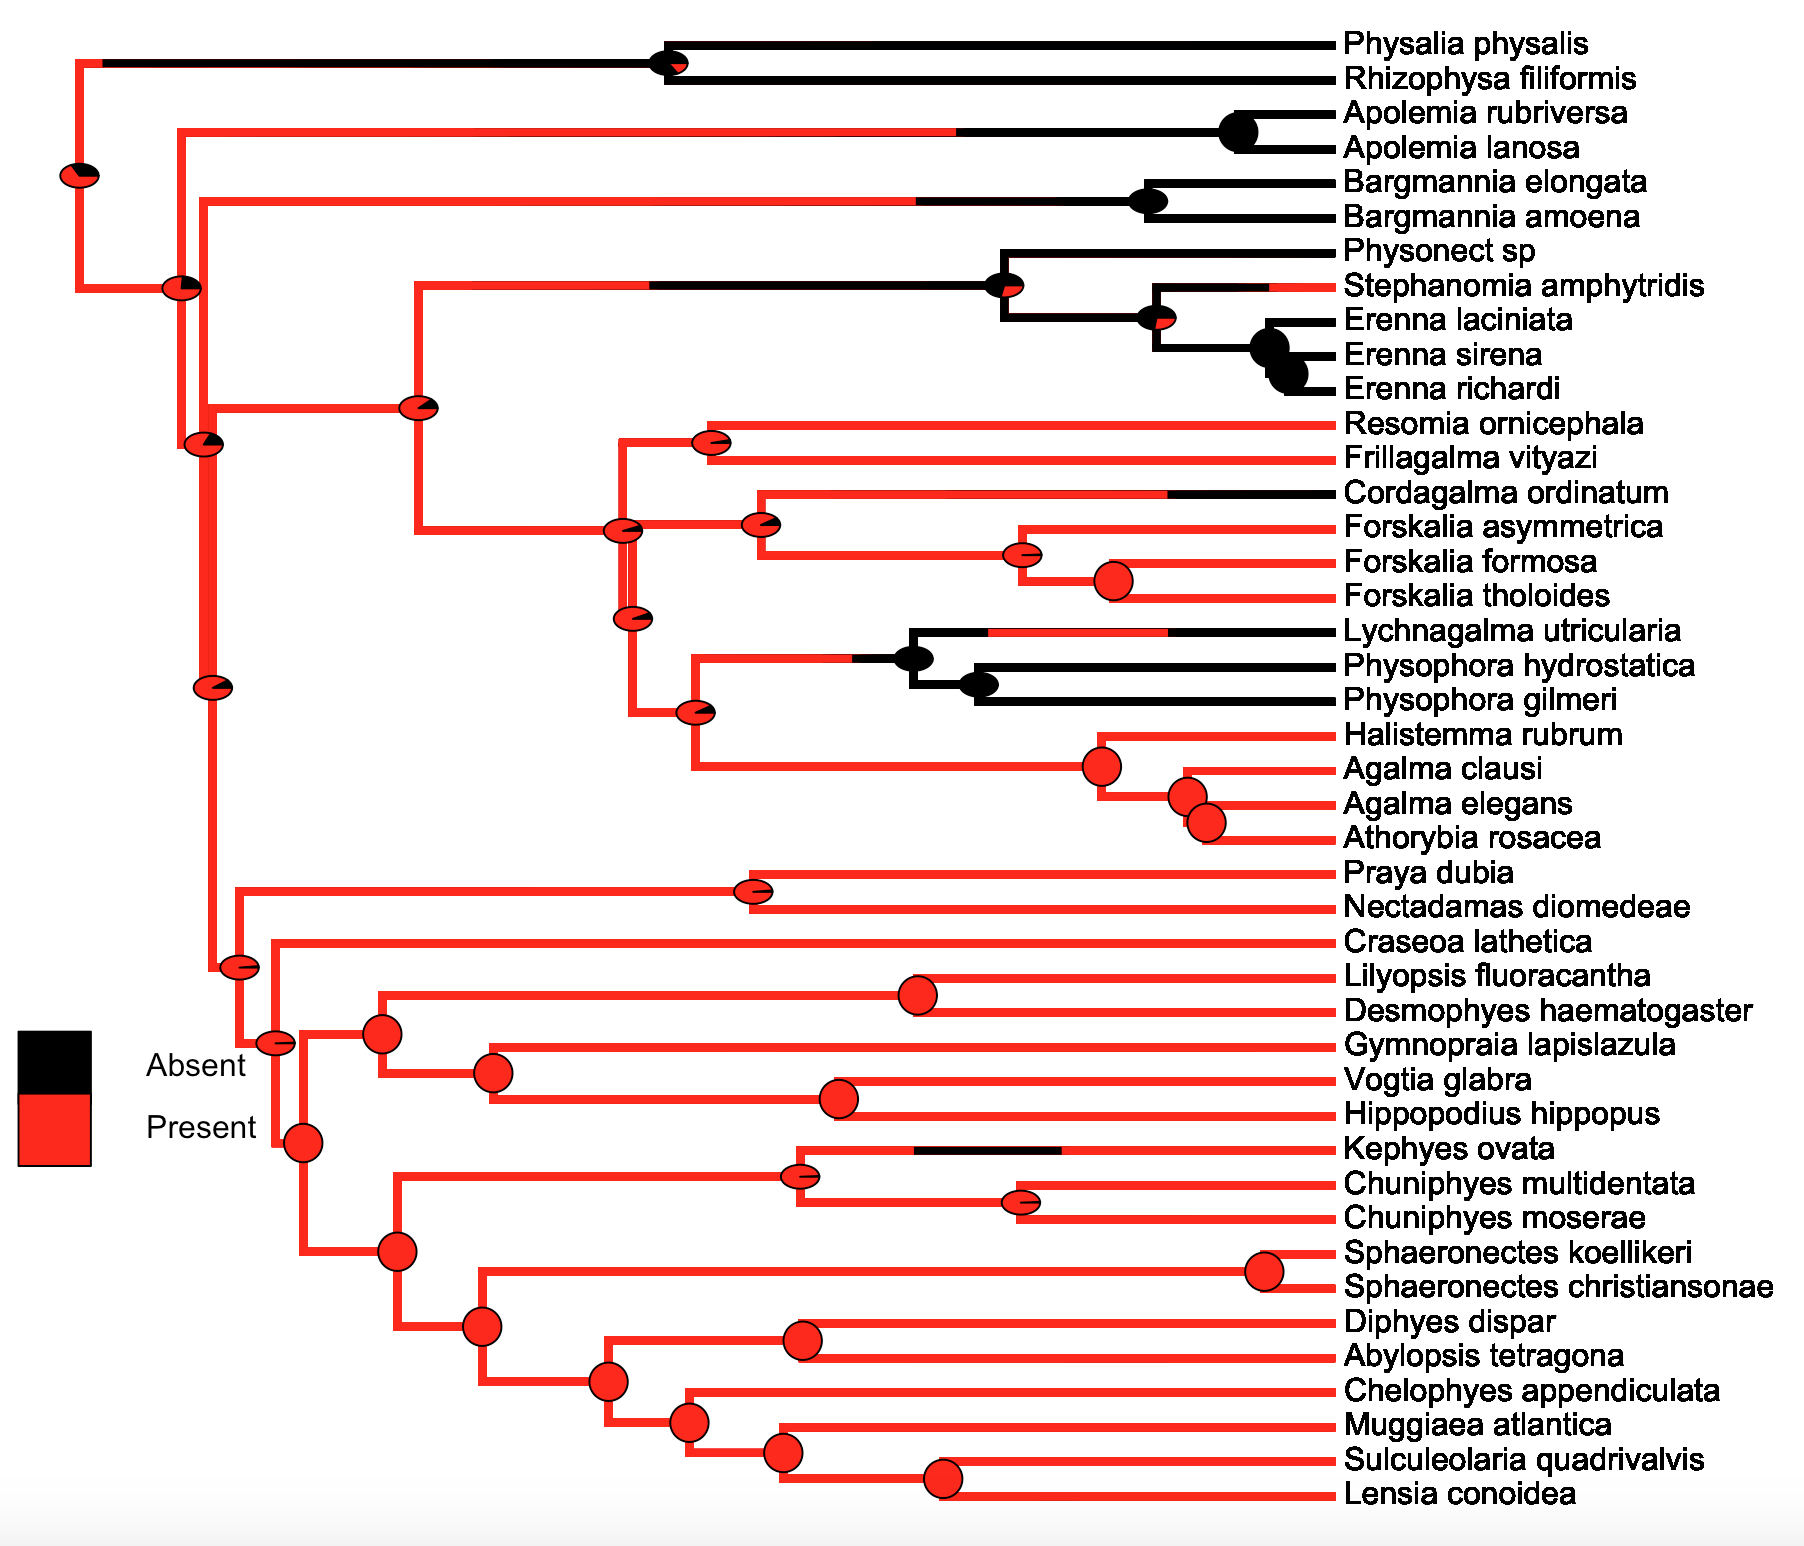 Physalia physalis
Rhizophysa filiformis
Apolemia rubriversa
Apolemia lanosa
Bargmannia elongata
Bargmannia amoena
Physonect sp
Stephanomia amphytridis
Erenna laciniata
Erenna sirena
Erenna richardi
Resomia ornicephala
Frillagalma vityazi
Cordagalma ordinatum
Forskalia asymmetrica
Forskalia formosa
Forskalia tholoides
Lychnagalma utricularia
Physophora hydrostatica
Physophora gilmeri
Halistemma rubrum
Agalma clausi
Agalma elegans
Athorybia rosacea
Praya dubia
Nectadamas diomedeae
Craseoa lathetica
Lilyopsis fluoracantha
Desmophyes haematogaster
Gymnopraia lapislazula
Vogtia glabra
Hippopodius hippopus
Kephyes ovata
Chuniphyes multidentata
Chuniphyes moserae
Sphaeronectes koellikeri
Sphaeronectes christiansonae
Diphyes dispar
Abylopsis tetragona
Chelophyes appendiculata
Muggiaea atlantica
Sulculeolaria quadrivalvis
Lensia conoidea
Absent
Present